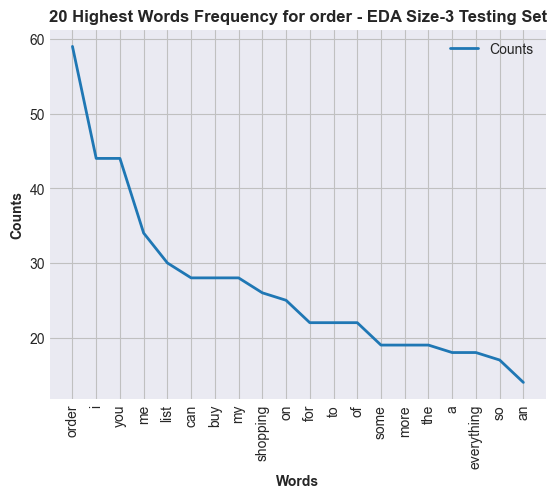 20 Highest Words Frequency for order - EDA Size-3 Testing Set
Counts
60
50
40
30
20
Counts
order
i
you
me
list
can
buy
my
shopping
on
for
to
of
some
more
the
a
everything
so
an
Words